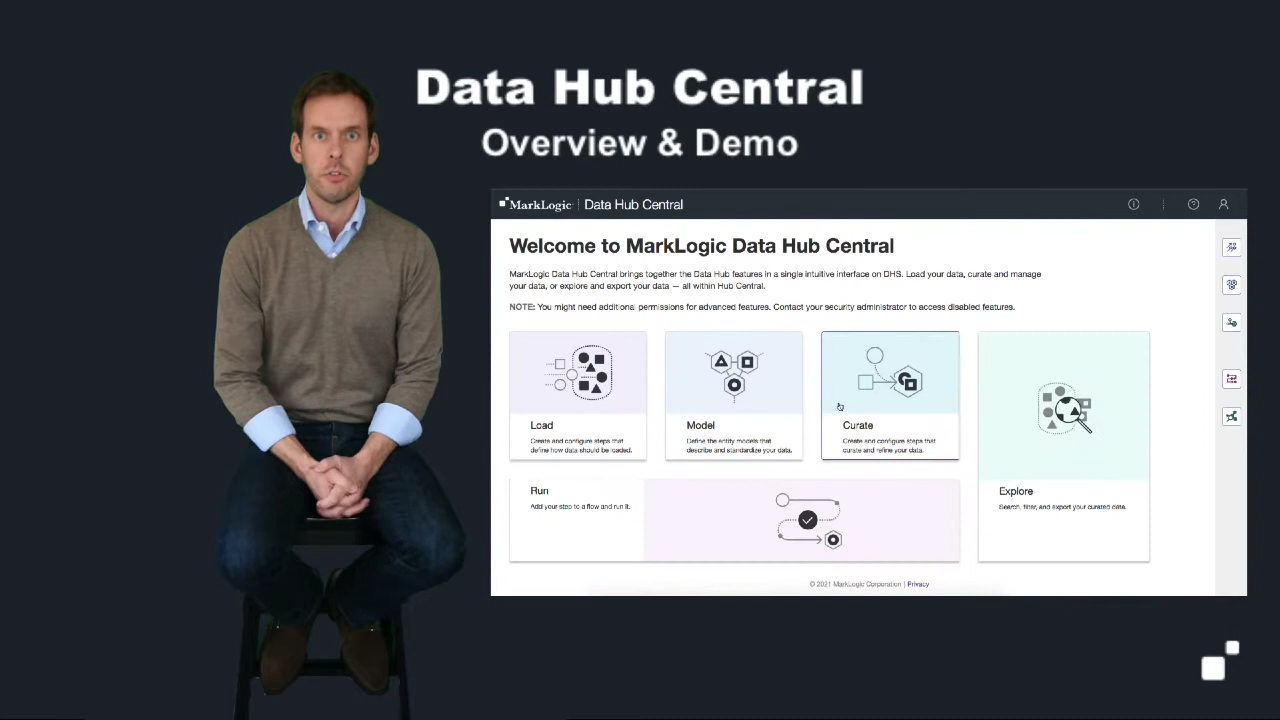 Data Hub Central
Overview & Demo
MarkLogic | Data Hub Central
Welcome to MarkLogic Data Hub Central
MarkLogic Data Hub Central brings together the Data Hub features in a single intuitive interface on DHS. Load your data, curate and manage
your data, or explore and export your data — all within Hub Central.
NOTE: You might need additional permissions for advanced features. Contact your security administrator to access disabled features.
Load
Create and configure steps that
define how data should be loaded.
Model
Define the entity models that
describe and standardize your data.
Curate
Create and configure steps that
curate and refine your data.
Run
Add your step to a flow and run it.
Explore
Search, filter, and export your curated data.
© 2021 MarkLogic Corporation | Privacy